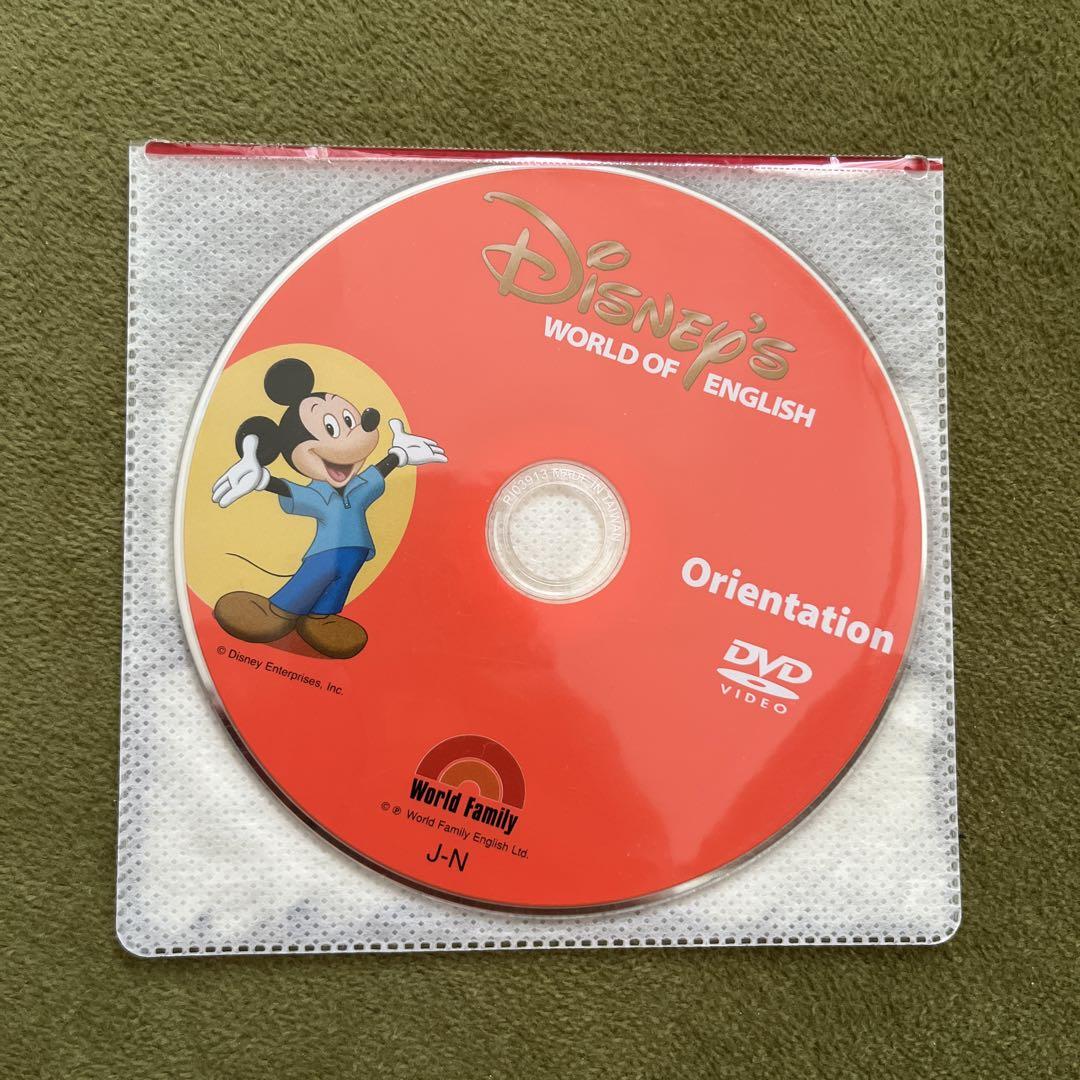 DISNEY'S
WORLD OF ENGLISH
RI03913 MADE IN TAIWAN
Orientation
DVD
VIDEO
© Disney Enterprises, Inc.
World Family
© ℗ World Family English Ltd.
J-N